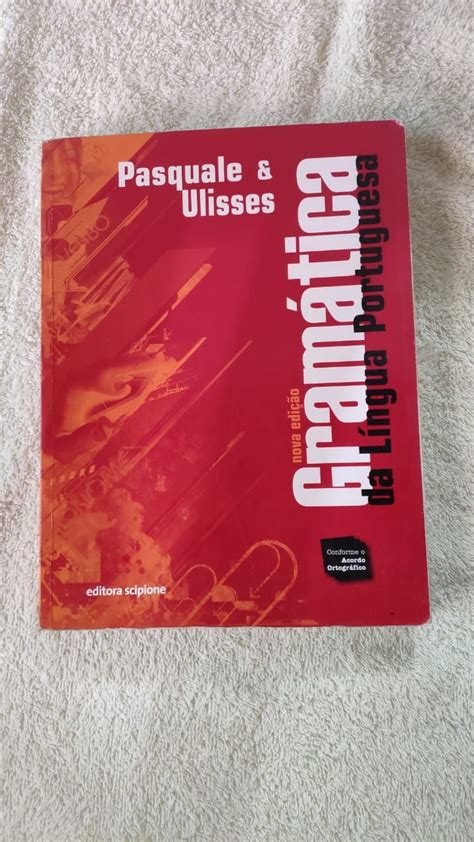 Pasquale &
Ulisses
nova edição
Gramática
da Língua Portuguesa
Conforme o
Acordo
Ortográfico
editora scipione